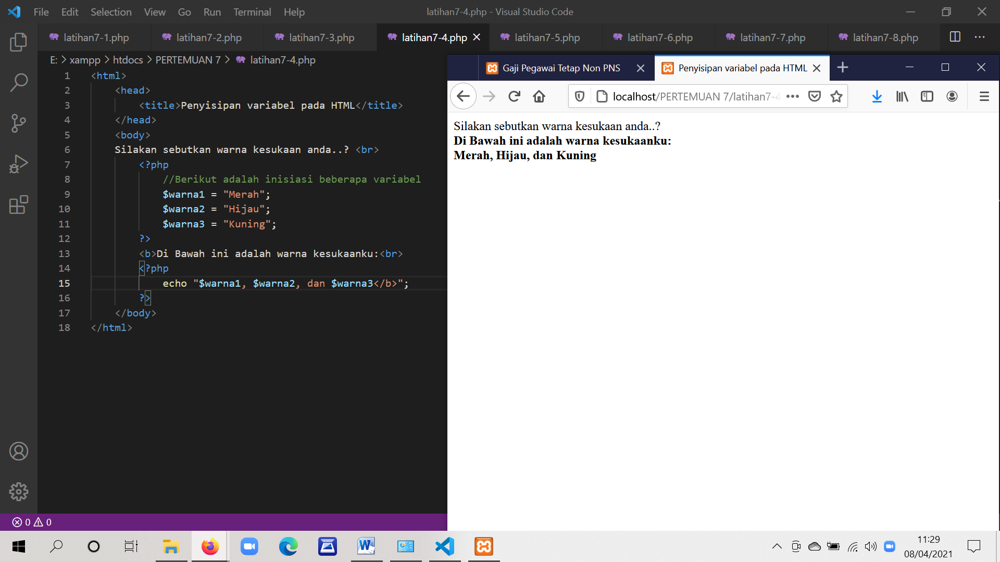 File Edit Selection View Go Run Terminal Help
latihan7-4.php - Visual Studio Code
latihan7-1.php
latihan7-2.php
latihan7-3.php
latihan7-4.php
latihan7-5.php
latihan7-6.php
latihan7-7.php
latihan7-8.php
E: > xampp > htdocs > PERTEMUAN 7 > latihan7-4.php
1 <html>
2 <head>
3 <title>Penyisipan variabel pada HTML</title>
4 </head>
5 <body>
6 Silakan sebutkan warna kesukaan anda..? <br>
7 <?php
8 //Berikut adalah inisiasi beberapa variabel
9 $warna1 = "Merah";
10 $warna2 = "Hijau";
11 $warna3 = "Kuning";
12 ?>
13 <b>Di Bawah ini adalah warna kesukaanku:<br>
14 <?php
15 echo "$warna1, $warna2, dan $warna3</b>";
16 ?>
17 </body>
18 </html>
0 0
Gaji Pegawai Tetap Non PNS
Penyisipan variabel pada HTML
localhost/PERTEMUAN 7/latihan7-4
Silakan sebutkan warna kesukaan anda..?
Di Bawah ini adalah warna kesukaanku:
Merah, Hijau, dan Kuning
11:29
08/04/2021